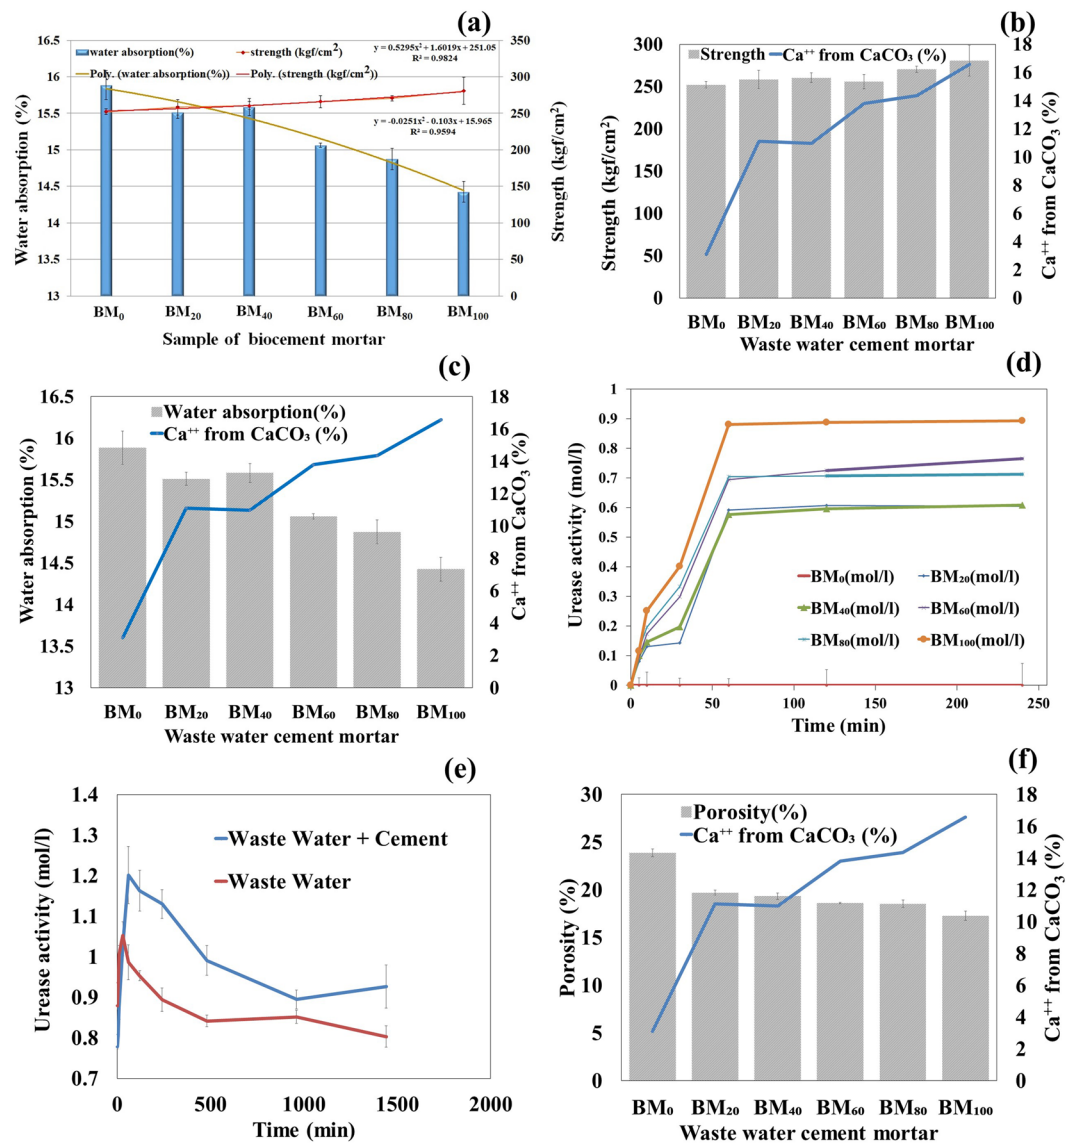 (a)
16.5
16
15.5
15
14.5
14
13.5
13
Water absorption (%)
water absorption(%)
strength (kgf/cm²)
Poly. (water absorption(%))
Poly. (strength (kgf/cm²))
y = 0.5295x² + 1.6019x + 251.05
R² = 0.9824
y = -0.0251x² - 0.103x + 15.965
R² = 0.9594
350
300
250
200
150
100
50
0
Strength (kgf/cm²)
BM₀ BM₂₀ BM₄₀ BM₆₀ BM₈₀ BM₁₀₀
Sample of biocement mortar
(b)
300
250
200
150
100
50
0
Strength (kgf/cm²)
Strength
Ca⁺⁺ from CaCO₃ (%)
18
16
14
12
10
8
6
4
2
0
Ca⁺⁺ from CaCO₃ (%)
BM₀ BM₂₀ BM₄₀ BM₆₀ BM₈₀ BM₁₀₀
Waste water cement mortar
(c)
16.5
16
15.5
15
14.5
14
13.5
13
Water absorption (%)
Water absorption(%)
Ca⁺⁺ from CaCO₃ (%)
18
16
14
12
10
8
6
4
2
0
Ca⁺⁺ from CaCO₃ (%)
BM₀ BM₂₀ BM₄₀ BM₆₀ BM₈₀ BM₁₀₀
Waste water cement mortar
(d)
1
0.9
0.8
0.7
0.6
0.5
0.4
0.3
0.2
0.1
0
Urease activity (mol/l)
BM₀(mol/l) BM₂₀(mol/l)
BM₄₀(mol/l) BM₆₀(mol/l)
BM₈₀(mol/l) BM₁₀₀(mol/l)
0 50 100 150 200 250
Time (min)
(e)
1.4
1.3
1.2
1.1
1
0.9
0.8
0.7
Urease activity (mol/l)
Waste Water + Cement
Waste Water
0 500 1000 1500 2000
Time (min)
(f)
30
25
20
15
10
5
0
Porosity (%)
Porosity(%)
Ca⁺⁺ from CaCO₃ (%)
18
16
14
12
10
8
6
4
2
0
Ca⁺⁺ from CaCO₃ (%)
BM₀ BM₂₀ BM₄₀ BM₆₀ BM₈₀ BM₁₀₀
Waste water cement mortar